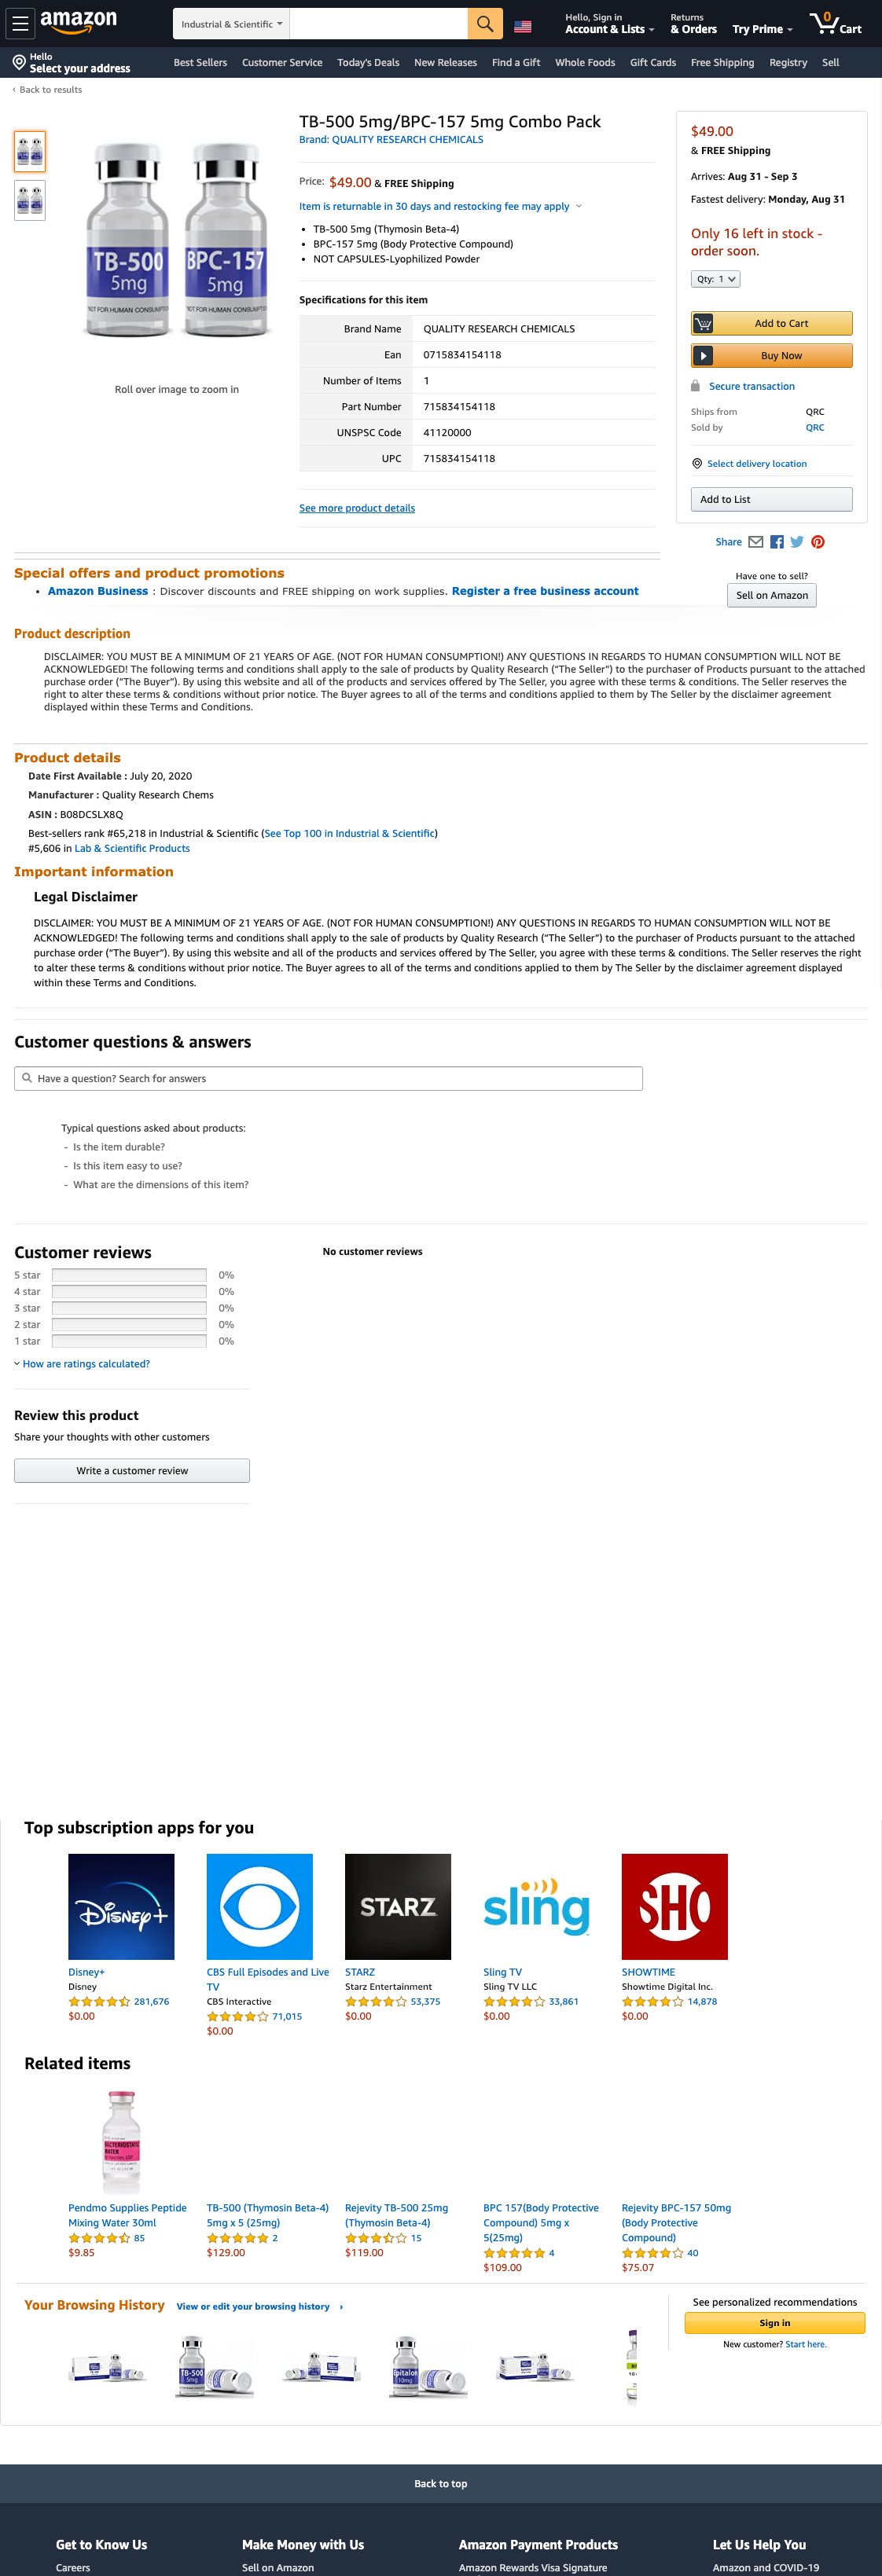 amazon
Industrial & Scientific
Hello, Sign in
Account & Lists
Returns
& Orders
Try Prime
0
Cart
Hello
Select your address
Best Sellers
Customer Service
Today's Deals
New Releases
Find a Gift
Whole Foods
Gift Cards
Free Shipping
Registry
Sell
‹ Back to results
TB-500
5mg
NOT FOR HUMAN CONSUMPTION
BPC-157
5mg
NOT FOR HUMAN CONSUMPTION
Roll over image to zoom in
TB-500 5mg/BPC-157 5mg Combo Pack
Brand: QUALITY RESEARCH CHEMICALS
Price: $49.00 & FREE Shipping
Item is returnable in 30 days and restocking fee may apply
• TB-500 5mg (Thymosin Beta-4)
• BPC-157 5mg (Body Protective Compound)
• NOT CAPSULES-Lyophilized Powder
Specifications for this item
Brand Name QUALITY RESEARCH CHEMICALS
Ean 0715834154118
Number of Items 1
Part Number 715834154118
UNSPSC Code 41120000
UPC 715834154118
See more product details
$49.00
& FREE Shipping
Arrives: Aug 31 - Sep 3
Fastest delivery: Monday, Aug 31
Only 16 left in stock -
order soon.
Qty: 1
Add to Cart
Buy Now
Secure transaction
Ships from QRC
Sold by QRC
Select delivery location
Add to List
Share
Have one to sell?
Sell on Amazon
Special offers and product promotions
• Amazon Business : Discover discounts and FREE shipping on work supplies. Register a free business account
Product description
DISCLAIMER: YOU MUST BE A MINIMUM OF 21 YEARS OF AGE. (NOT FOR HUMAN CONSUMPTION!) ANY QUESTIONS IN REGARDS TO HUMAN CONSUMPTION WILL NOT BE
ACKNOWLEDGED! The following terms and conditions shall apply to the sale of products by Quality Research (“The Seller”) to the purchaser of Products pursuant to the attached
purchase order (“The Buyer”). By using this website and all of the products and services offered by The Seller, you agree with these terms & conditions. The Seller reserves the
right to alter these terms & conditions without prior notice. The Buyer agrees to all of the terms and conditions applied to them by The Seller by the disclaimer agreement
displayed within these Terms and Conditions.
Product details
Date First Available : July 20, 2020
Manufacturer : Quality Research Chems
ASIN : B08DCSLX8Q
Best-sellers rank #65,218 in Industrial & Scientific (See Top 100 in Industrial & Scientific)
#5,606 in Lab & Scientific Products
Important information
Legal Disclaimer
DISCLAIMER: YOU MUST BE A MINIMUM OF 21 YEARS OF AGE. (NOT FOR HUMAN CONSUMPTION!) ANY QUESTIONS IN REGARDS TO HUMAN CONSUMPTION WILL NOT BE
ACKNOWLEDGED! The following terms and conditions shall apply to the sale of products by Quality Research (“The Seller”) to the purchaser of Products pursuant to the attached
purchase order (“The Buyer”). By using this website and all of the products and services offered by The Seller, you agree with these terms & conditions. The Seller reserves the right
to alter these terms & conditions without prior notice. The Buyer agrees to all of the terms and conditions applied to them by The Seller by the disclaimer agreement displayed
within these Terms and Conditions.
Customer questions & answers
Have a question? Search for answers
Typical questions asked about products:
- Is the item durable?
- Is this item easy to use?
- What are the dimensions of this item?
Customer reviews
5 star 0%
4 star 0%
3 star 0%
2 star 0%
1 star 0%
How are ratings calculated?
No customer reviews
Review this product
Share your thoughts with other customers
Write a customer review
Top subscription apps for you
Disney+
STARZ
sling
SHO
Disney+
Disney
281,676
$0.00
CBS Full Episodes and Live
TV
CBS Interactive
71,015
$0.00
STARZ
Starz Entertainment
53,375
$0.00
Sling TV
Sling TV LLC
33,861
$0.00
SHOWTIME
Showtime Digital Inc.
14,878
$0.00
Related items
BACTERIOSTATIC
WATER
Pendmo Supplies Peptide
Mixing Water 30ml
85
$9.85
TB-500 (Thymosin Beta-4)
5mg x 5 (25mg)
2
$129.00
Rejevity TB-500 25mg
(Thymosin Beta-4)
15
$119.00
BPC 157(Body Protective
Compound) 5mg x
5(25mg)
4
$109.00
Rejevity BPC-157 50mg
(Body Protective
Compound)
40
$75.07
Your Browsing History
View or edit your browsing history ›
TB-500
5mg
Epitalon
10mg
See personalized recommendations
Sign in
New customer? Start here.
Back to top
Get to Know Us
Careers
Make Money with Us
Sell on Amazon
Amazon Payment Products
Amazon Rewards Visa Signature
Let Us Help You
Amazon and COVID-19